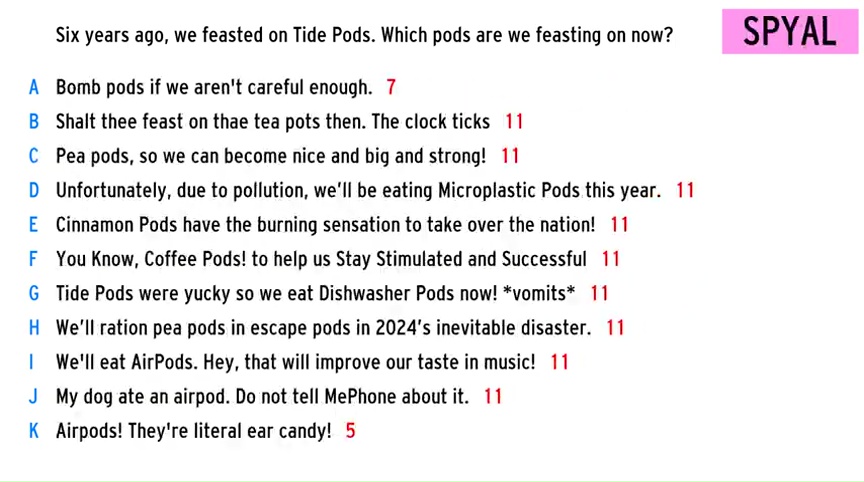 Six years ago, we feasted on Tide Pods. Which pods are we feasting on now?
SPYAL
A Bomb pods if we aren't careful enough. 7
B Shalt thee feast on thae tea pots then. The clock ticks 11
C Pea pods, so we can become nice and big and strong! 11
D Unfortunately, due to pollution, we’ll be eating Microplastic Pods this year. 11
E Cinnamon Pods have the burning sensation to take over the nation! 11
F You Know, Coffee Pods! to help us Stay Stimulated and Successful 11
G Tide Pods were yucky so we eat Dishwasher Pods now! *vomits* 11
H We’ll ration pea pods in escape pods in 2024’s inevitable disaster. 11
I We'll eat AirPods. Hey, that will improve our taste in music! 11
J My dog ate an airpod. Do not tell MePhone about it. 11
K Airpods! They're literal ear candy! 5